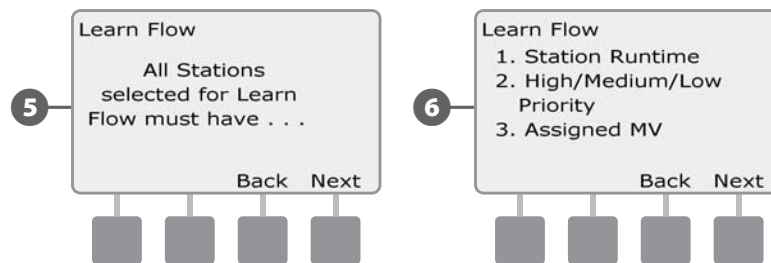 Learn Flow
All Stations
selected for Learn
Flow must have . . .
5
Back Next
Learn Flow
1. Station Runtime
2. High/Medium/Low
Priority
3. Assigned MV
6
Back Next